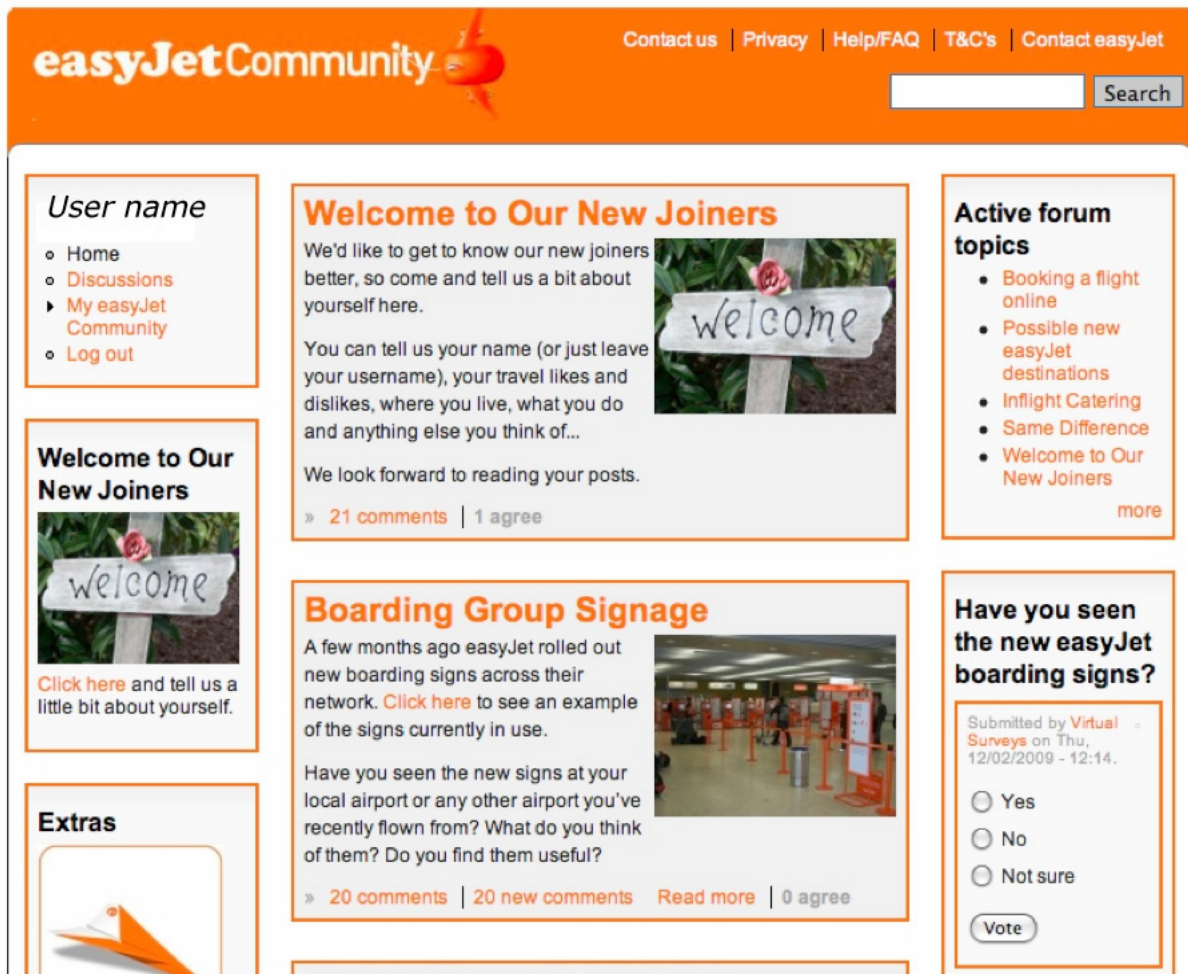 easyJet Community
Contact us | Privacy | Help/FAQ | T&C's | Contact easyJet
Search
User name
Home
Discussions
My easyJet
Community
Log out
Welcome to Our
New Joiners
welcome
Click here and tell us a
little bit about yourself.
Extras
Welcome to Our New Joiners
We'd like to get to know our new joiners
better, so come and tell us a bit about
yourself here.
You can tell us your name (or just leave
your username), your travel likes and
dislikes, where you live, what you do
and anything else you think of...
We look forward to reading your posts.
» 21 comments | 1 agree
welcome
Boarding Group Signage
A few months ago easyJet rolled out
new boarding signs across their
network. Click here to see an example
of the signs currently in use.
Have you seen the new signs at your
local airport or any other airport you've
recently flown from? What do you think
of them? Do you find them useful?
» 20 comments | 20 new comments Read more | 0 agree
Active forum
topics
Booking a flight
online
Possible new
easyJet
destinations
Inflight Catering
Same Difference
Welcome to Our
New Joiners
more
Have you seen
the new easyJet
boarding signs?
Submitted by Virtual
Surveys on Thu,
12/02/2009 - 12:14.
Yes
No
Not sure
Vote